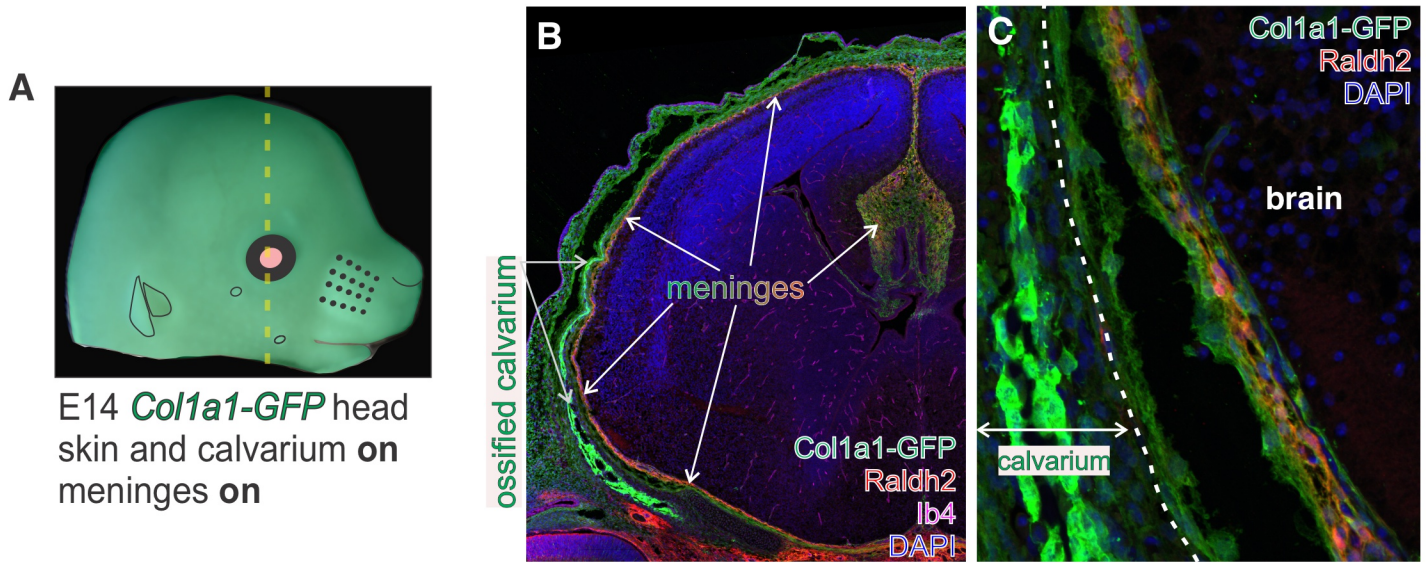 A
E14 Col1a1-GFP head
skin and calvarium on
meninges on
B
ossified calvarium
meninges
Col1a1-GFP
Raldh2
Ib4
DAPI
C
Col1a1-GFP
Raldh2
DAPI
brain
calvarium